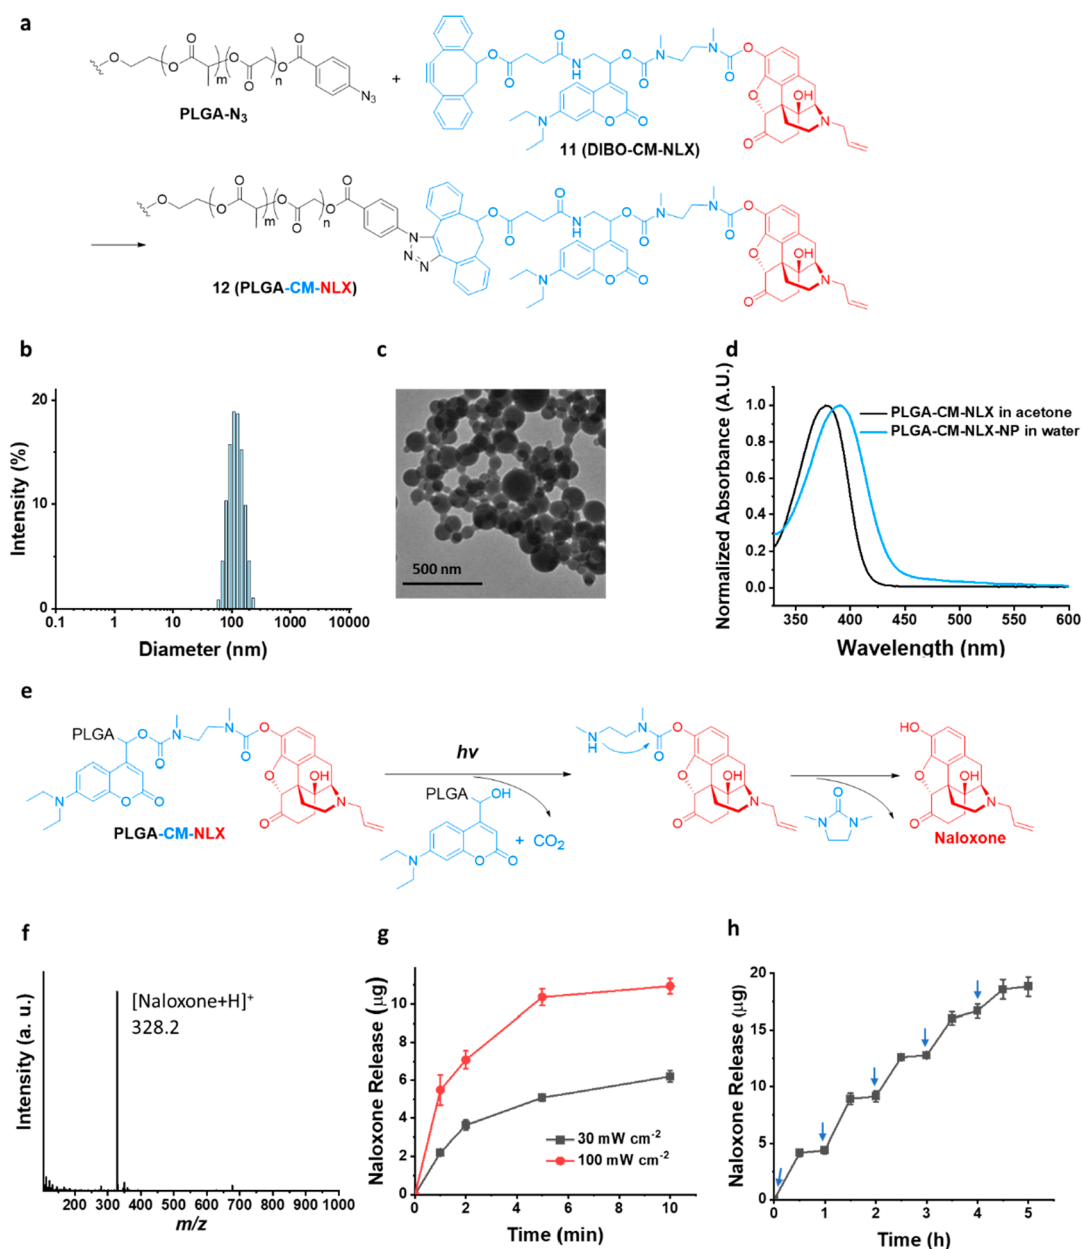 a
PLGA-N3
+
11 (DIBO-CM-NLX)
12 (PLGA-CM-NLX)
b
Intensity (%)
20
10
0
0.1 1 10 100 1000 10000
Diameter (nm)
c
500 nm
d
Normalized Absorbance (A.U.)
1.0
0.8
0.6
0.4
0.2
0.0
PLGA-CM-NLX in acetone
PLGA-CM-NLX-NP in water
350 400 450 500 550 600
Wavelength (nm)
e
PLGA
PLGA-CM-NLX
hν
PLGA
OH
+ CO2
Naloxone
f
Intensity (a. u.)
[Naloxone+H]+
328.2
200 300 400 500 600 700 800 900 1000
m/z
g
Naloxone Release (µg)
10
8
6
4
2
0
30 mW cm-2
100 mW cm-2
0 2 4 6 8 10
Time (min)
h
Naloxone Release (µg)
20
15
10
5
0
0 1 2 3 4 5
Time (h)